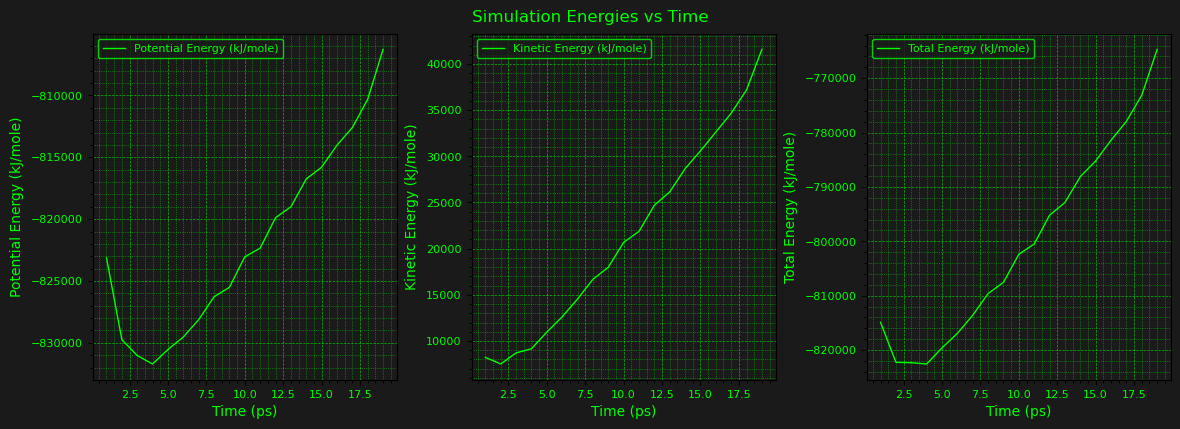 Simulation Energies vs Time
Potential Energy (kJ/mole)
Potential Energy (kJ/mole)
−810000
−815000
−820000
−825000
−830000
2.5 5.0 7.5 10.0 12.5 15.0 17.5
Time (ps)
Kinetic Energy (kJ/mole)
Kinetic Energy (kJ/mole)
40000
35000
30000
25000
20000
15000
10000
2.5 5.0 7.5 10.0 12.5 15.0 17.5
Time (ps)
Total Energy (kJ/mole)
Total Energy (kJ/mole)
−770000
−780000
−790000
−800000
−810000
−820000
2.5 5.0 7.5 10.0 12.5 15.0 17.5
Time (ps)